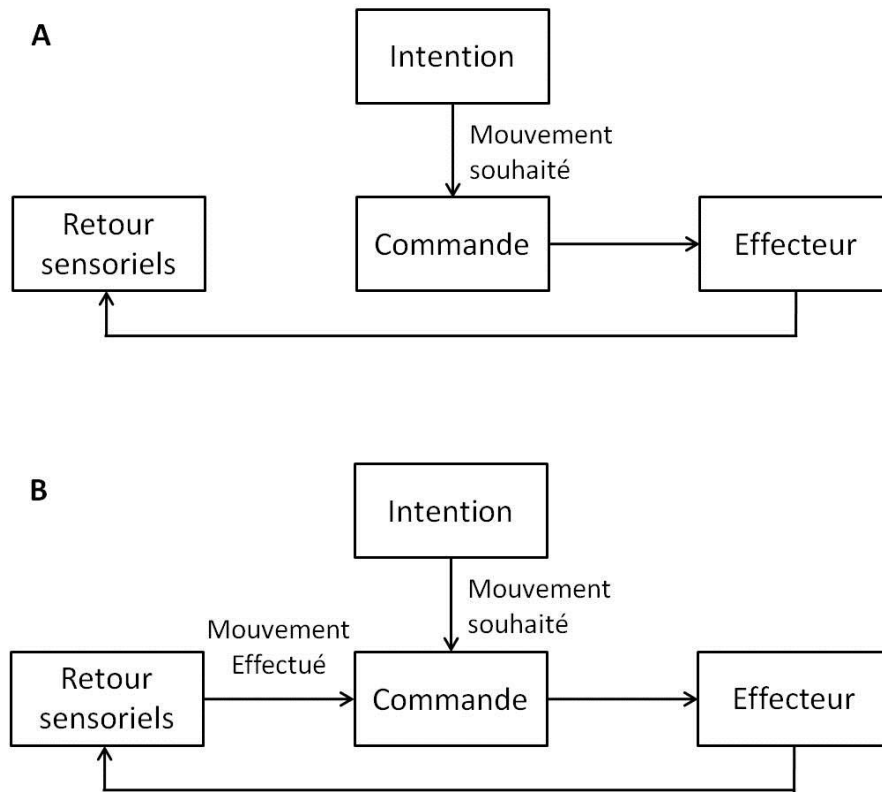 A
Intention
Mouvement
souhaité
Retour
sensoriels
Commande
Effecteur
B
Intention
Mouvement
souhaité
Mouvement
Effectué
Retour
sensoriels
Commande
Effecteur